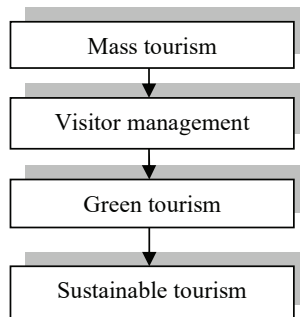 Mass tourism
Visitor management
Green tourism
Sustainable tourism